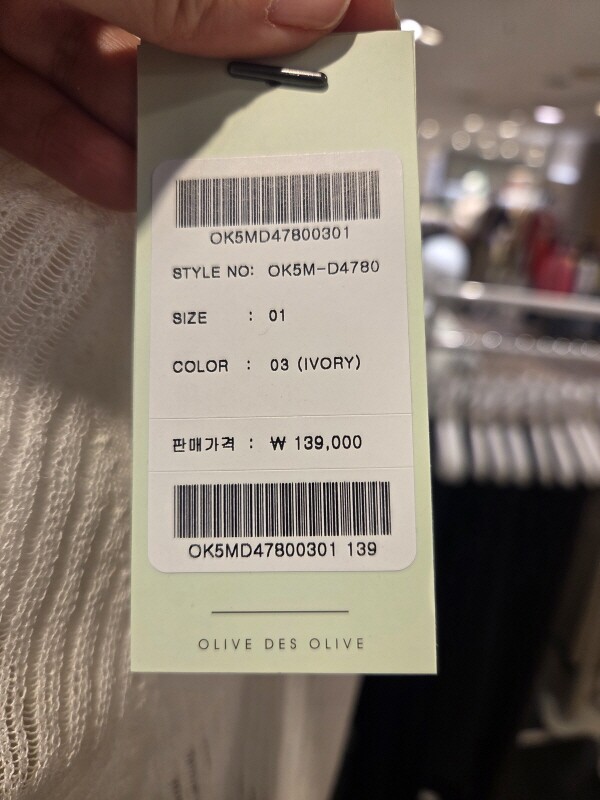 OK5MD47800301
STYLE NO: OK5M-D4780
SIZE : 01
COLOR : 03 (IVORY)
판매가격 : ₩ 139,000
OK5MD47800301 139
OLIVE DES OLIVE